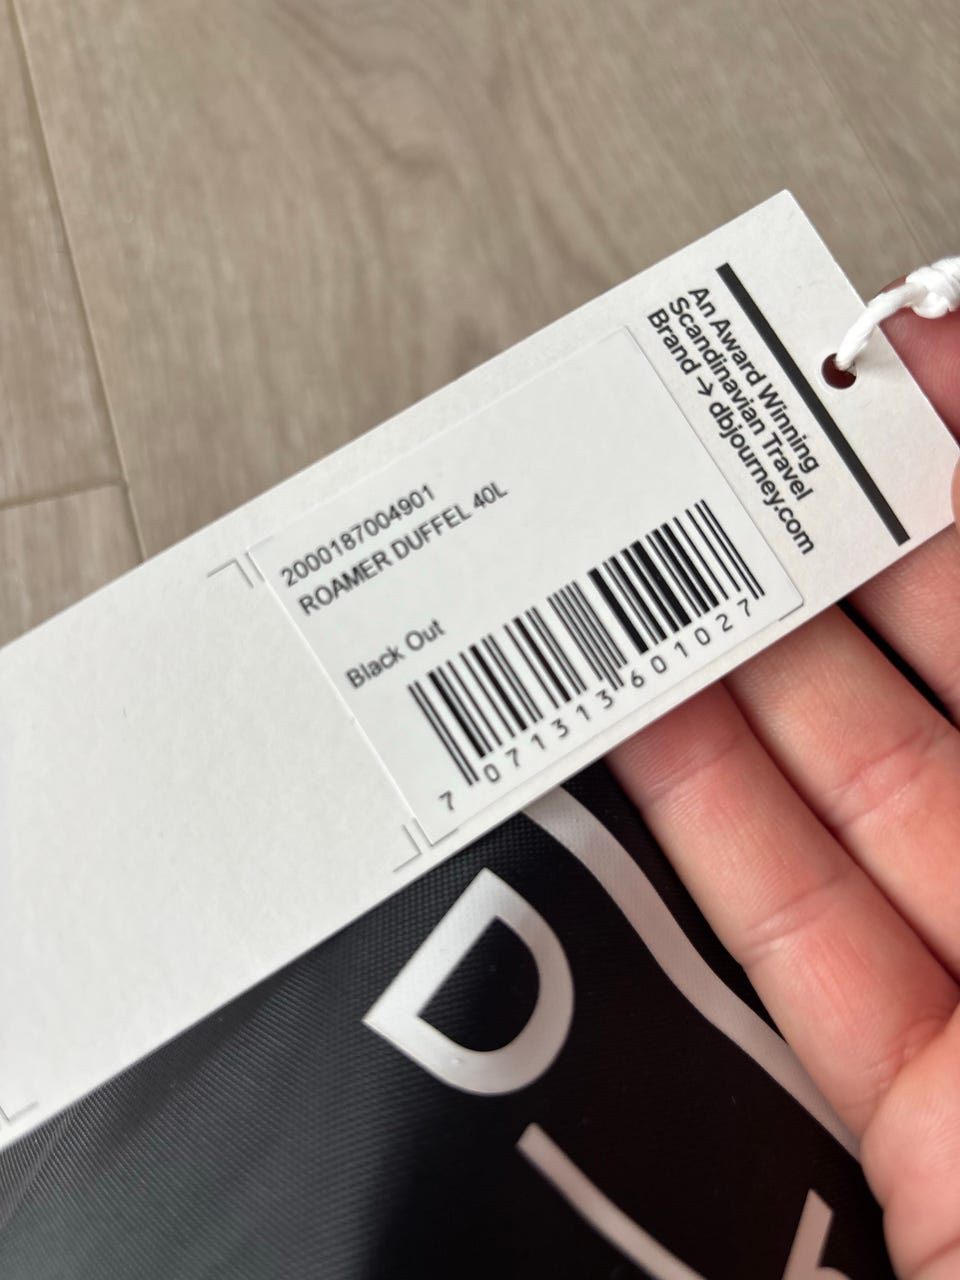 An Award Winning
Scandinavian Travel
Brand → dbjourney.com
2000187004901
ROAMER DUFFEL 40L
Black Out
7 071313 601027
D